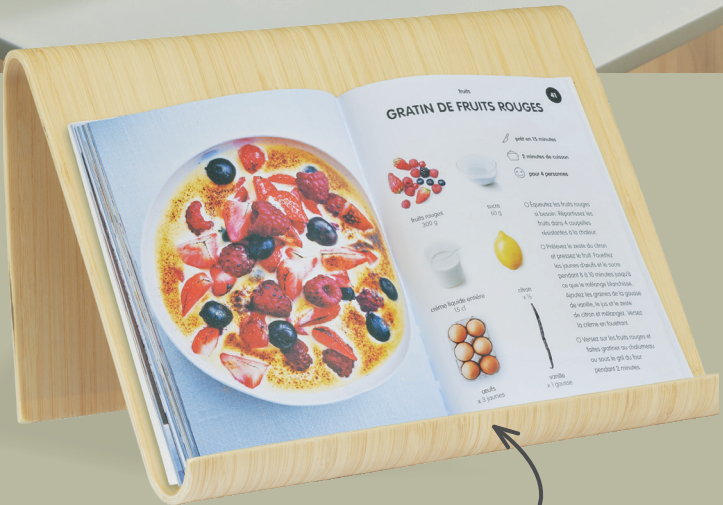 fruits
41
GRATIN DE FRUITS ROUGES
prêt en 15 minutes
2 minutes de cuisson
pour 4 personnes
fruits rouges
300 g
sucre
60 g
crème liquide entière
15 cl
citron
x ½
œufs
x 3 jaunes
vanille
x 1 gousse
Équeutez les fruits rouges
si besoin. Répartissez les
fruits dans 4 coupelles
résistantes à la chaleur.
Prélevez le zeste du citron
et pressez le fruit. Fouettez
les jaunes d'œufs et le sucre
pendant 8 à 10 minutes jusqu'à
ce que le mélange blanchisse.
Ajoutez les graines de la gousse
de vanille, le jus et le zeste
de citron et mélangez. Versez
la crème en fouettant.
Versez sur les fruits rouges et
faites gratiner au chalumeau
ou sous le gril du four
pendant 2 minutes.